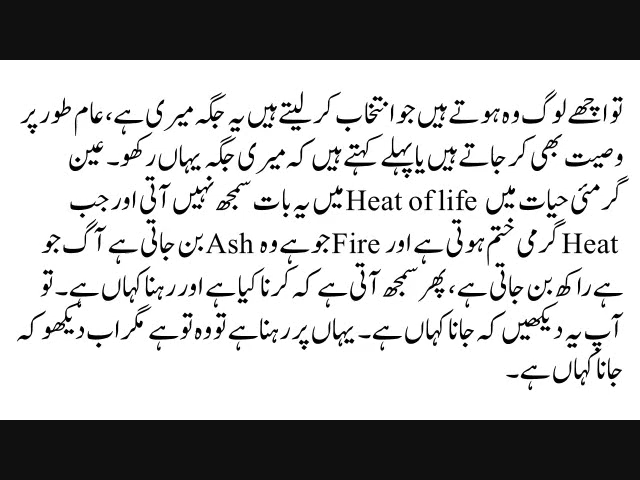 تو اچھے لوگ وہ ہوتے ہیں جو انتخاب کر لیتے ہیں یہ جگہ میری ہے، عام طور پر
وصیت بھی کر جاتے ہیں یا پہلے کہتے ہیں کہ میری جگہ یہاں رکھو۔ عین
گرمئی حیات میں Heat of life میں یہ بات سمجھ نہیں آتی اور جب
Heat گرمی ختم ہوتی ہے اور Fire جو ہے وہ Ash بن جاتی ہے آگ جو
ہے راکھ بن جاتی ہے، پھر سمجھ آتی ہے کہ کرنا کیا ہے اور رہنا کہاں ہے۔ تو
آپ یہ دیکھیں کہ جانا کہاں ہے۔ یہاں پر رہنا ہے تو وہ تو ہے مگر اب دیکھو کہ
جانا کہاں ہے۔